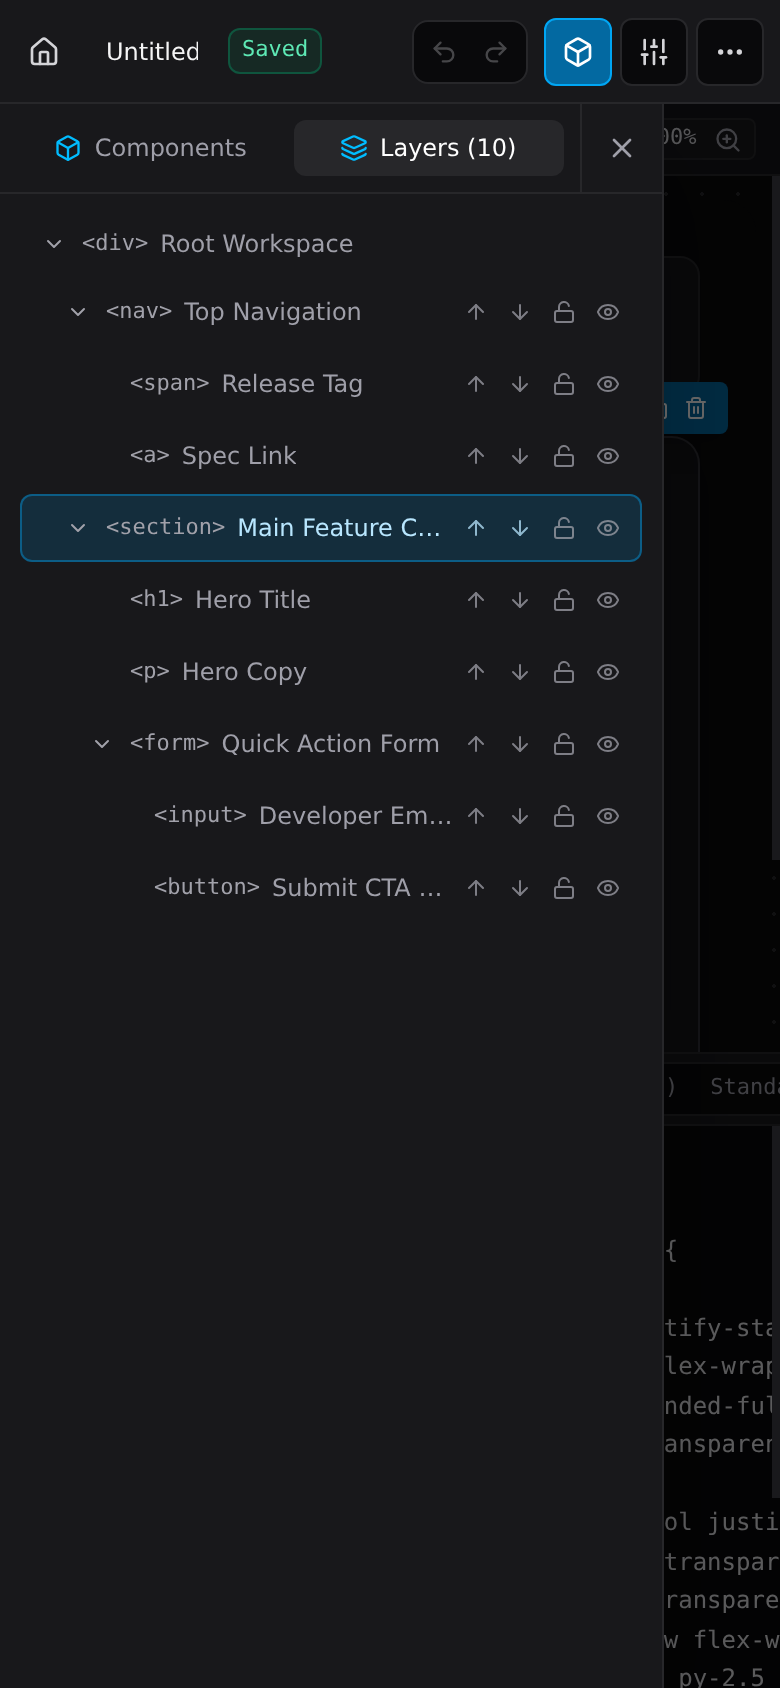 Untitled Saved
Components Layers (10) 00%
<div> Root Workspace
<nav> Top Navigation
<span> Release Tag
<a> Spec Link
<section> Main Feature C...
<h1> Hero Title
<p> Hero Copy
<form> Quick Action Form
<input> Developer Em...
<button> Submit CTA ...
) Standa
{
tify-sta
lex-wrap
nded-ful
ansparen
ol justi
transpar
ranspare
w flex-w
py-2.5